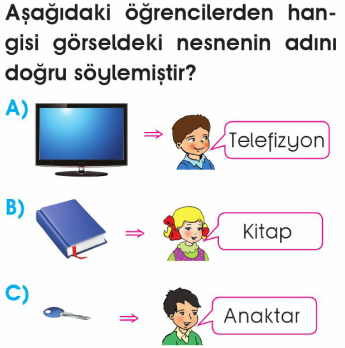 Aşağıdaki öğrencilerden han-
gisi görseldeki nesnenin adını
doğru söylemiştir?
A)
Telefizyon
B)
Kitap
C)
Anaktar